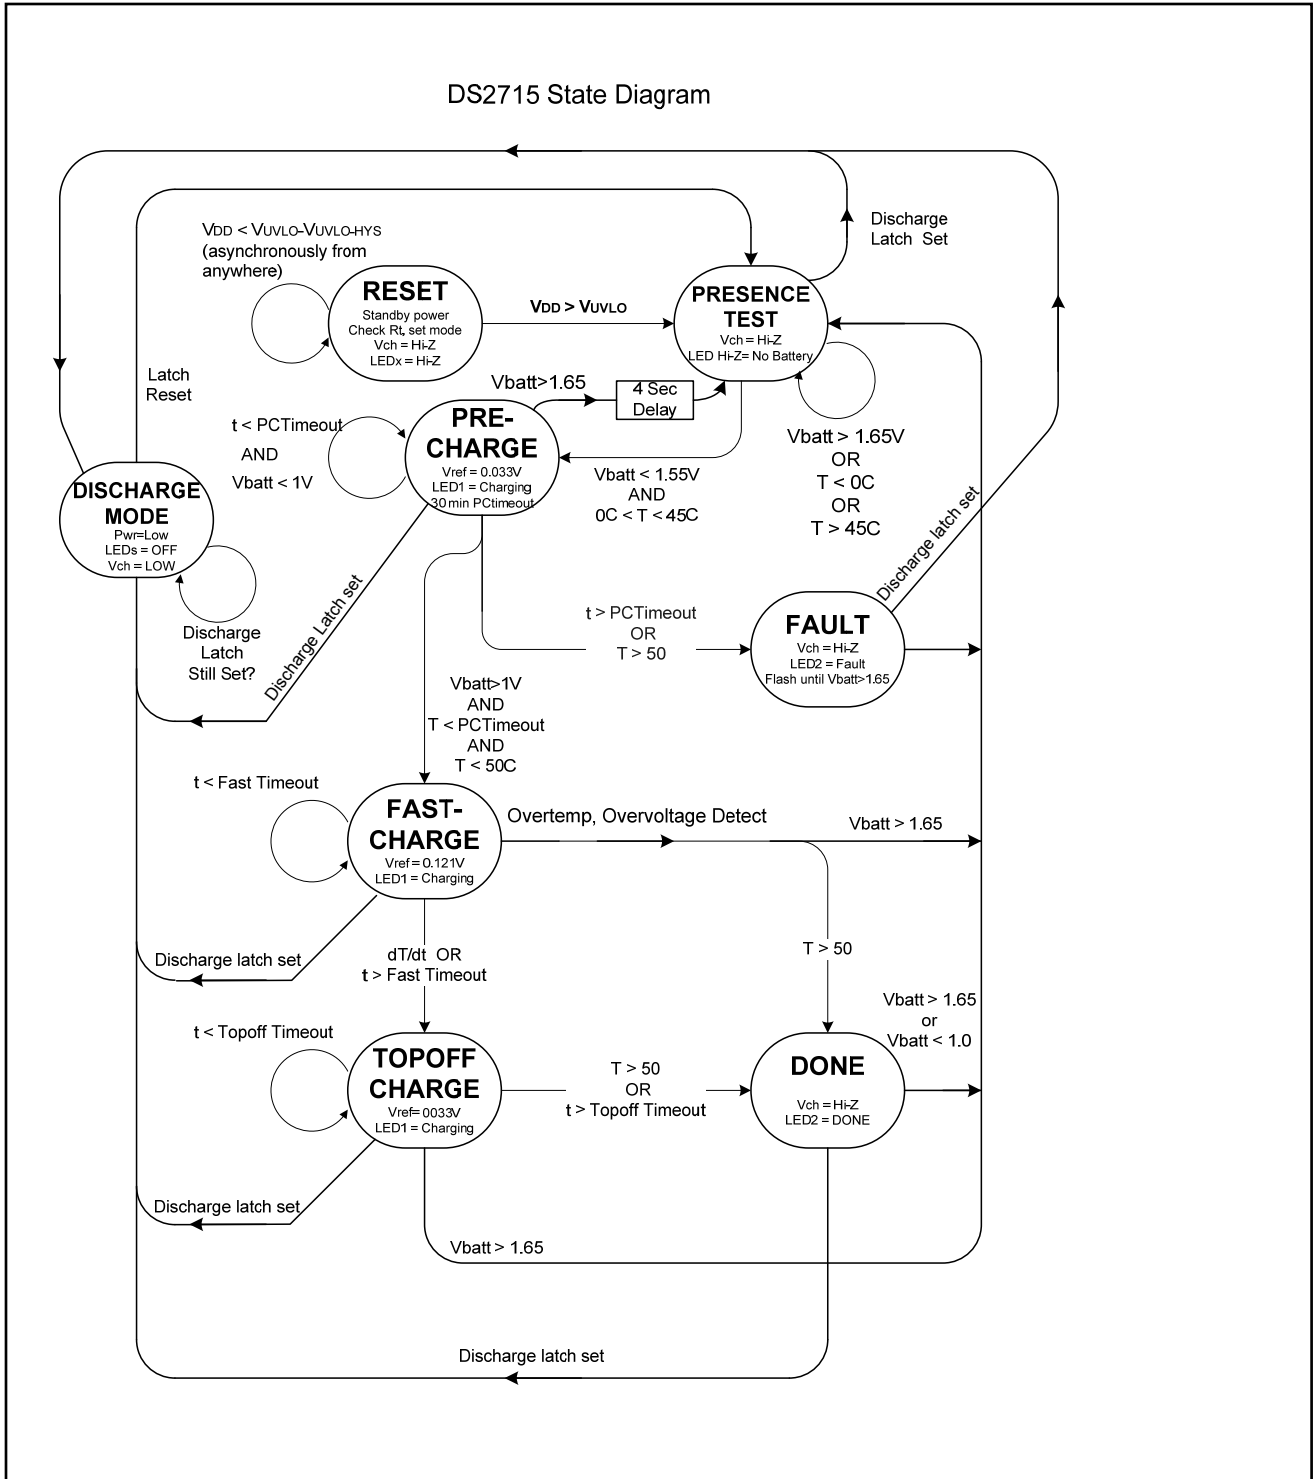 DS2715 State Diagram
Discharge
Latch Set
VDD < VUVLO-VUVLO-HYS
(asynchronously from
anywhere)
RESET
Standby power
Check Rt, set mode
Vch = Hi-Z
LEDx = Hi-Z
VDD > VUVLO
PRESENCE
TEST
Vch = Hi-Z
LED Hi-Z= No Battery
Latch
Reset
Vbatt>1.65
4 Sec
Delay
t < PCTimeout
AND
Vbatt < 1V
PRE-
CHARGE
Vref = 0.033V
LED1 = Charging
30 min PCtimeout
Vbatt < 1.55V
AND
0C < T < 45C
Vbatt > 1.65V
OR
T < 0C
OR
T > 45C
DISCHARGE
MODE
Pwr=Low
LEDs = OFF
Vch = LOW
Discharge
Latch
Still Set?
Discharge Latch set
t > PCTimeout
OR
T > 50
Discharge latch set
FAULT
Vch = Hi-Z
LED2 = Fault
Flash until Vbatt>1.65
Vbatt>1V
AND
T < PCTimeout
AND
T < 50C
t < Fast Timeout
FAST-
CHARGE
Vref = 0.121V
LED1 = Charging
Overtemp, Overvoltage Detect
Vbatt > 1.65
Discharge latch set
dT/dt OR
t > Fast Timeout
T > 50
Vbatt > 1.65
or
Vbatt < 1.0
t < Topoff Timeout
TOPOFF
CHARGE
Vref= 0033V
LED1 = Charging
T > 50
OR
t > Topoff Timeout
DONE
Vch = Hi-Z
LED2 = DONE
Discharge latch set
Vbatt > 1.65
Discharge latch set